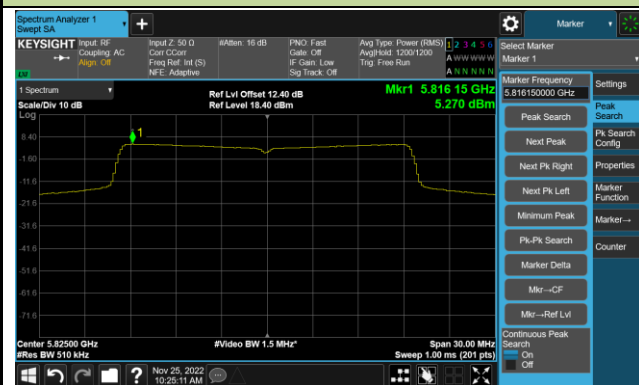 Spectrum Analyzer 1
Swept SA
Marker
KEYSIGHT
Input: RF
Coupling: AC
Align: Off
Input Z: 50 Ω
Corr CCorr
Freq Ref: Int (S)
NFE: Adaptive
#Atten: 16 dB
PNO: Fast
Gate: Off
IF Gain: Low
Sig Track: Off
Avg Type: Power (RMS)
Avg|Hold: 1200/1200
Trig: Free Run
1 2 3 4 5 6
A W W W W W
A N N N N N
Select Marker
Marker 1
LW
1 Spectrum
Scale/Div 10 dB
Ref Lvl Offset 12.40 dB
Ref Level 18.40 dBm
Mkr1 5.816 15 GHz
5.270 dBm
Log
8.40
-1.60
-11.6
-21.6
-31.6
-41.6
-51.6
-61.6
-71.6
1
Center 5.82500 GHz
#Res BW 510 kHz
#Video BW 1.5 MHz*
Span 30.00 MHz
Sweep 1.00 ms (201 pts)
Marker Frequency
5.816150000 GHz
Peak Search
Next Peak
Next Pk Right
Next Pk Left
Minimum Peak
Pk-Pk Search
Marker Delta
Mkr→CF
Mkr→Ref Lvl
Continuous Peak
Search
On
Off
Settings
Peak
Search
Pk Search
Config
Properties
Marker
Function
Marker→
Counter
Nov 25, 2022
10:25:11 AM